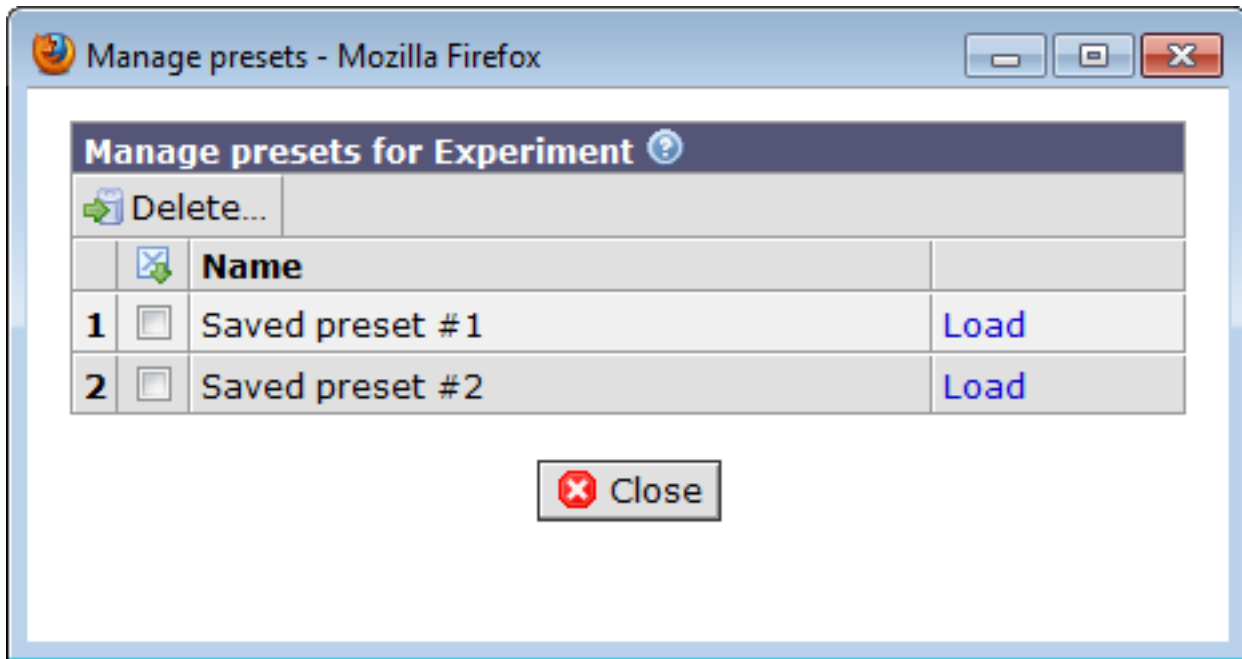 Manage presets - Mozilla Firefox
Manage presets for Experiment ?
Delete...
Name
1 Saved preset #1 Load
2 Saved preset #2 Load
Close